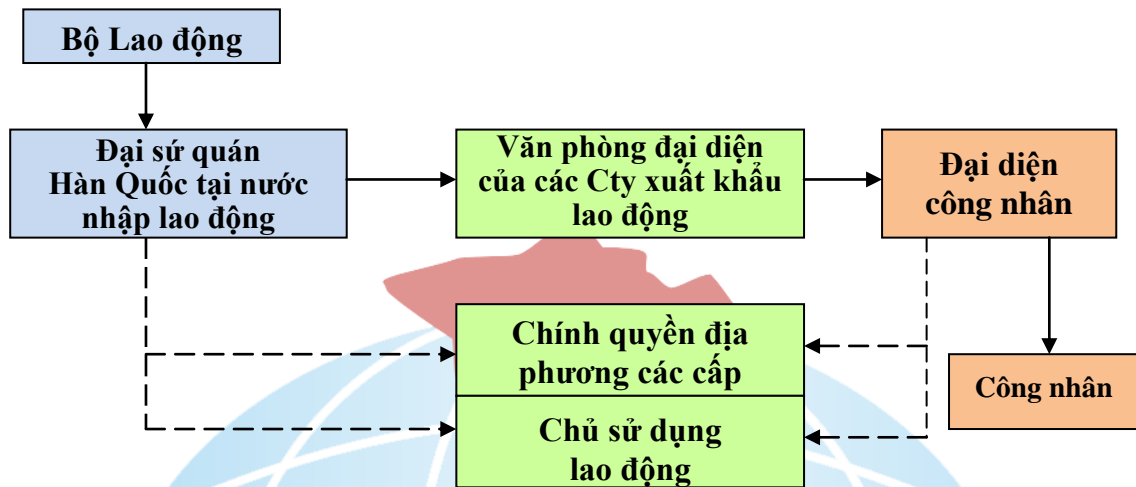 Bộ Lao động
Đại sứ quán
Hàn Quốc tại nước
nhập lao động
Văn phòng đại diện
của các Cty xuất khẩu
lao động
Đại diện
công nhân
Chính quyền địa
phương các cấp
Công nhân
Chủ sử dụng
lao động